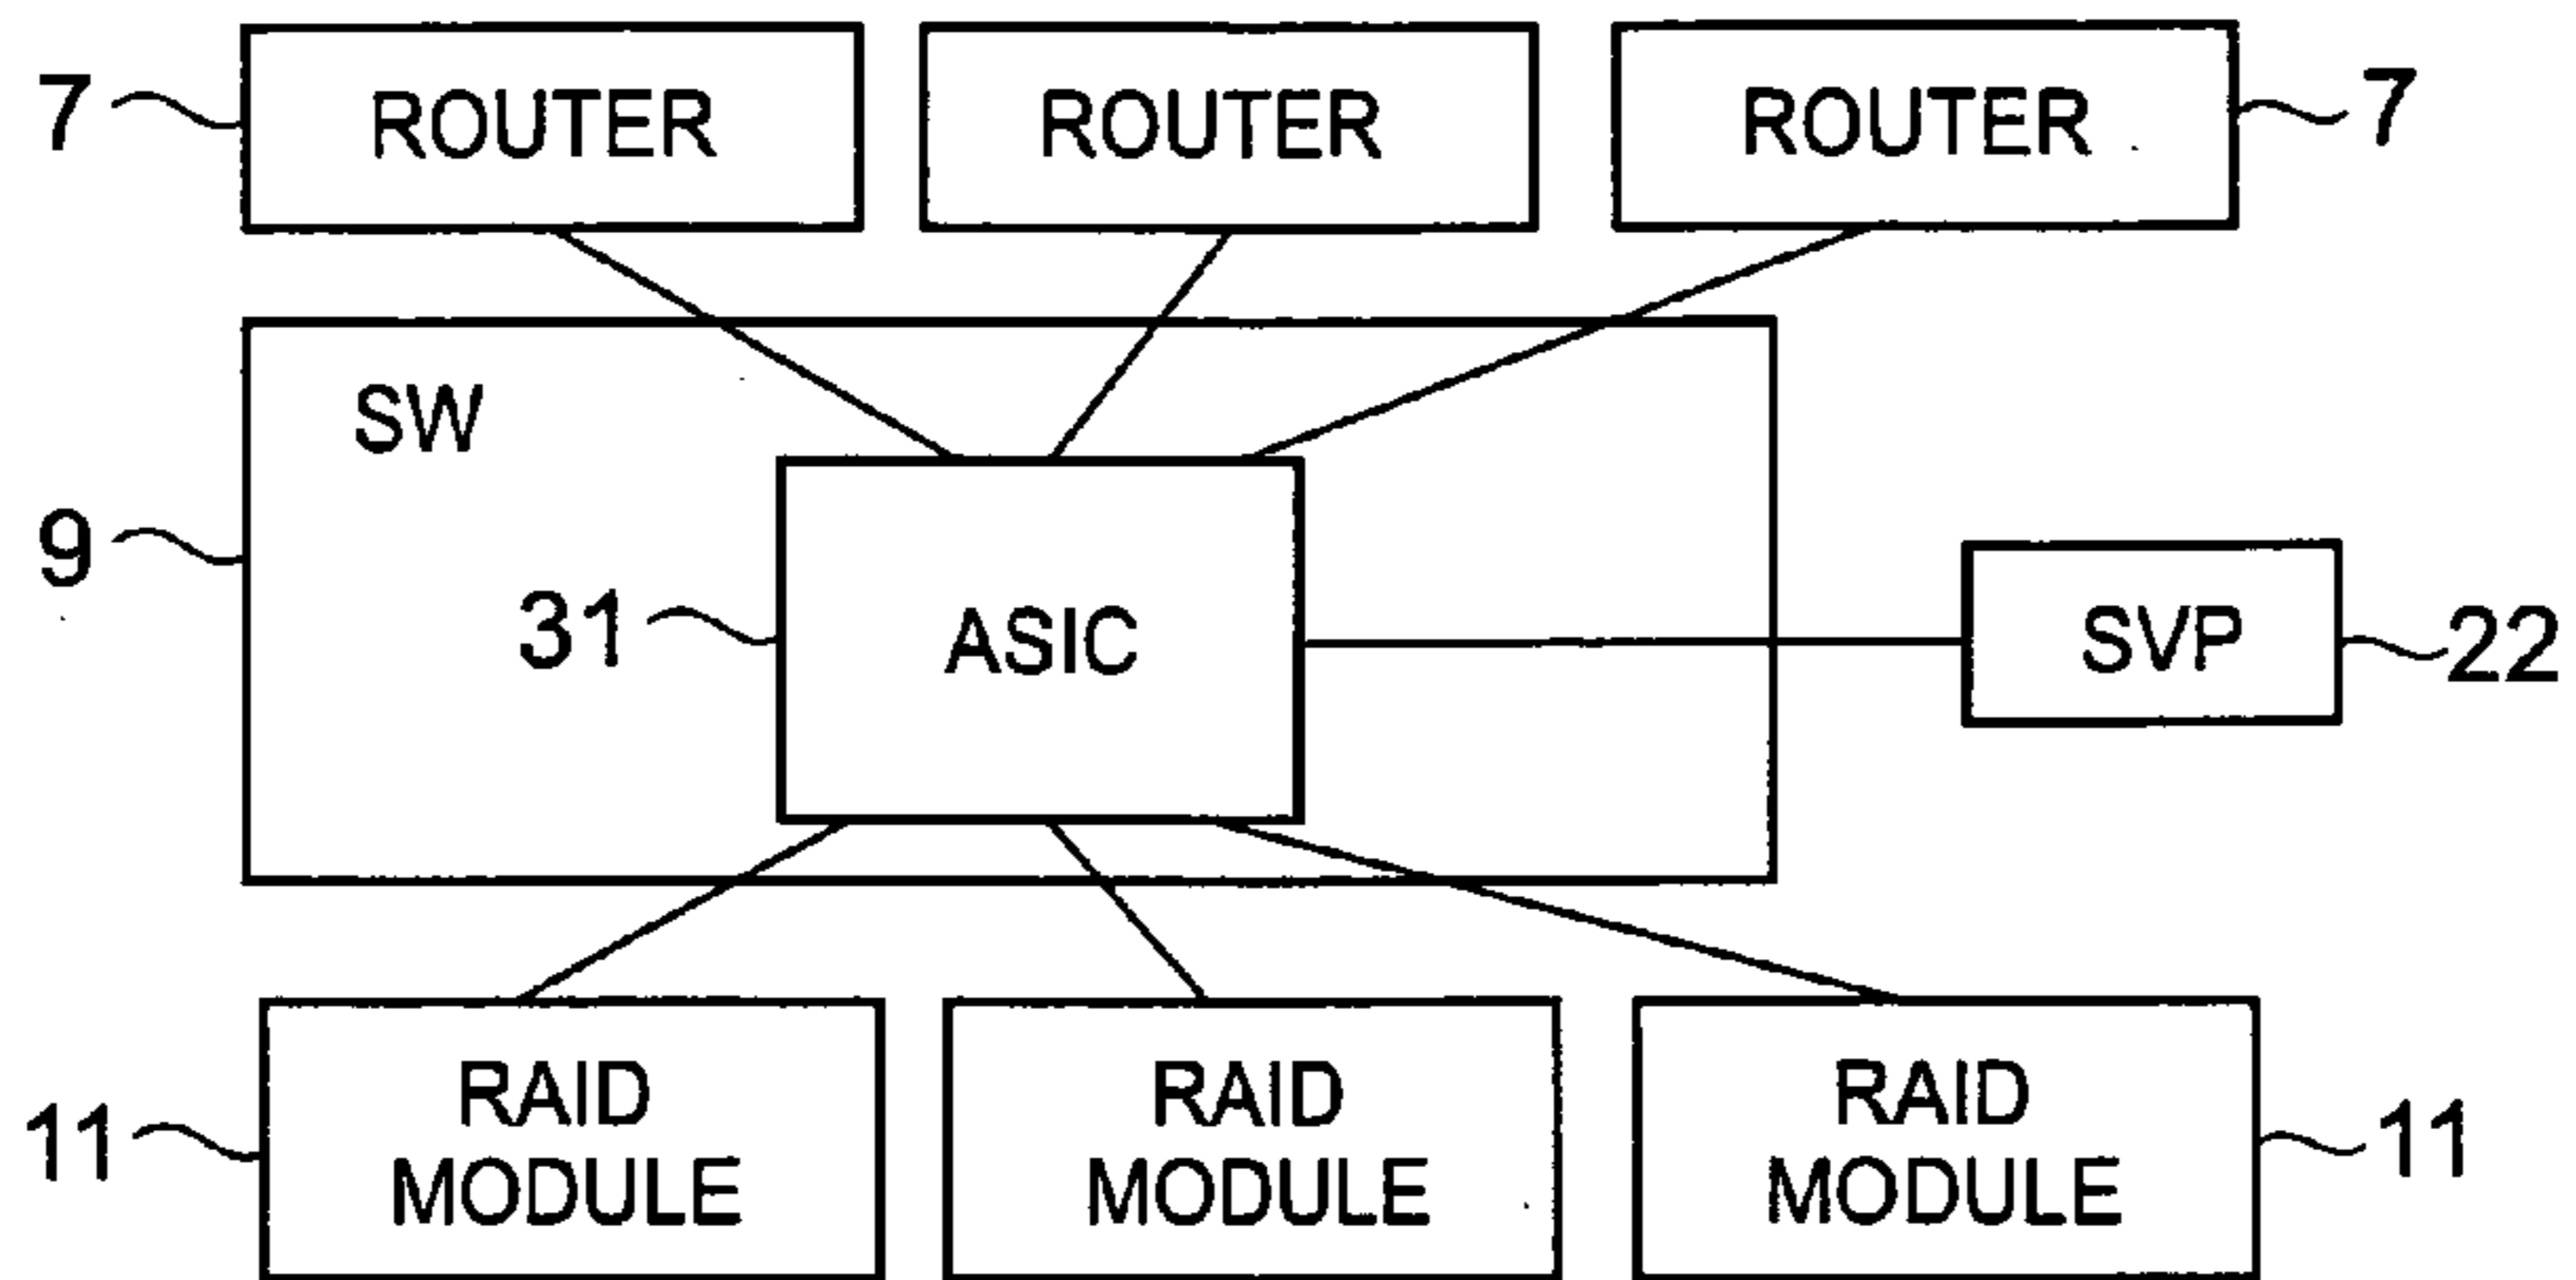 7 ROUTER ROUTER ROUTER 7
SW
9
31 ASIC SVP 22
RAID RAID RAID
11 MODULE MODULE MODULE 11